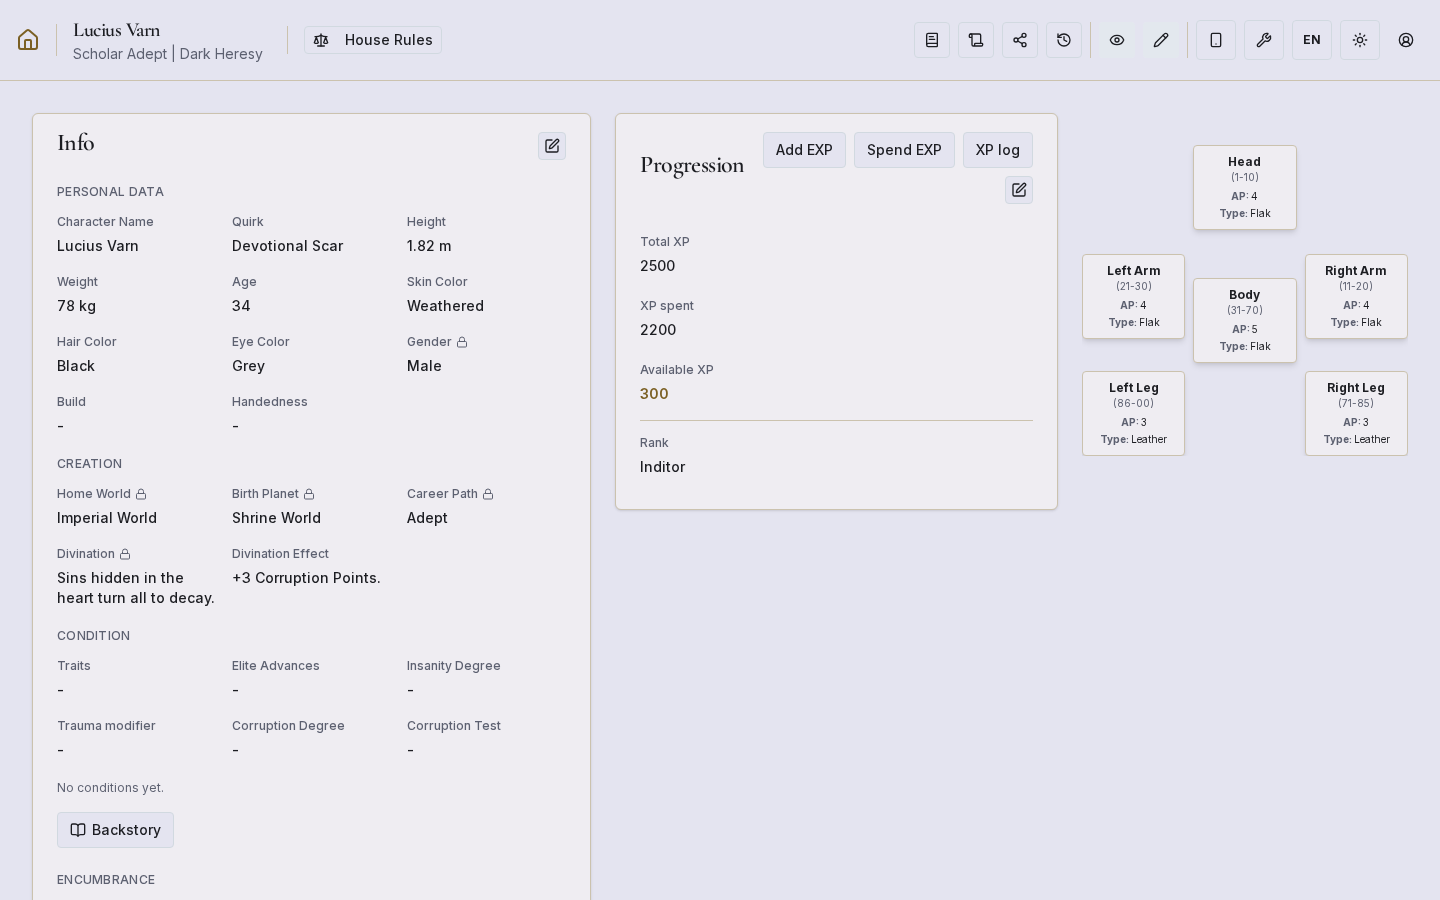 Lucius Varn
Scholar Adept | Dark Heresy
House Rules
EN
Info
PERSONAL DATA
Character Name
Lucius Varn
Quirk
Devotional Scar
Height
1.82 m
Weight
78 kg
Age
34
Skin Color
Weathered
Hair Color
Black
Eye Color
Grey
Gender
Male
Build
-
Handedness
-
CREATION
Home World
Imperial World
Birth Planet
Shrine World
Career Path
Adept
Divination
Sins hidden in the
heart turn all to decay.
Divination Effect
+3 Corruption Points.
CONDITION
Traits
-
Elite Advances
-
Insanity Degree
-
Trauma modifier
-
Corruption Degree
-
Corruption Test
-
No conditions yet.
Backstory
ENCUMBRANCE
Progression
Add EXP
Spend EXP
XP log
Total XP
2500
XP spent
2200
Available XP
300
Rank
Inditor
Head
(1-10)
AP: 4
Type: Flak
Left Arm
(21-30)
AP: 4
Type: Flak
Body
(31-70)
AP: 5
Type: Flak
Right Arm
(11-20)
AP: 4
Type: Flak
Left Leg
(86-00)
AP: 3
Type: Leather
Right Leg
(71-85)
AP: 3
Type: Leather